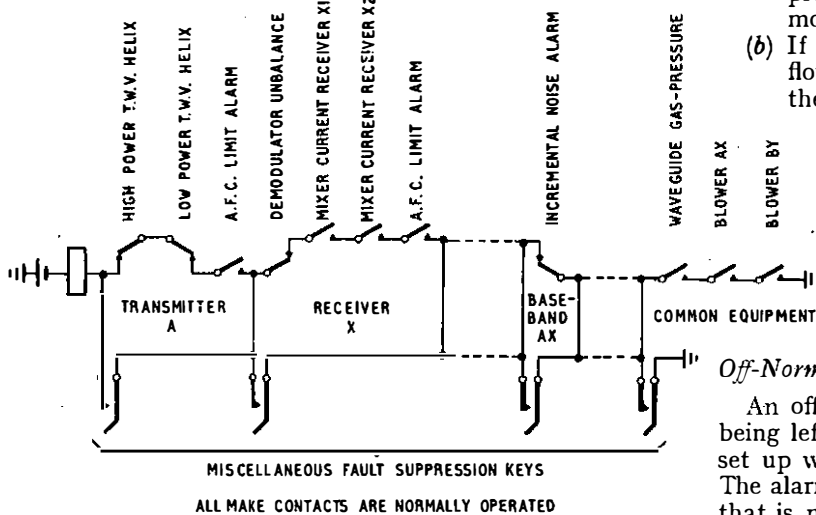 HIGH POWER T.W.V. HELIX
LOW POWER T.W.V. HELIX
A.F.C. LIMIT ALARM
DEMODULATOR UNBALANCE
MIXER CURRENT RECEIVER X1
MIXER CURRENT RECEIVER X2
A.F.C. LIMIT ALARM
INCREMENTAL NOISE ALARM
WAVEGUIDE GAS-PRESSURE
BLOWER AX
BLOWER BY
TRANSMITTER
A
RECEIVER
X
BASE-
BAND
AX
COMMON EQUIPMENT
MISCELLANEOUS FAULT SUPPRESSION KEYS
ALL MAKE CONTACTS ARE NORMALLY OPERATED
(b) If
the
Off-Norm
An off
being lef
set up w
The alarm
that is